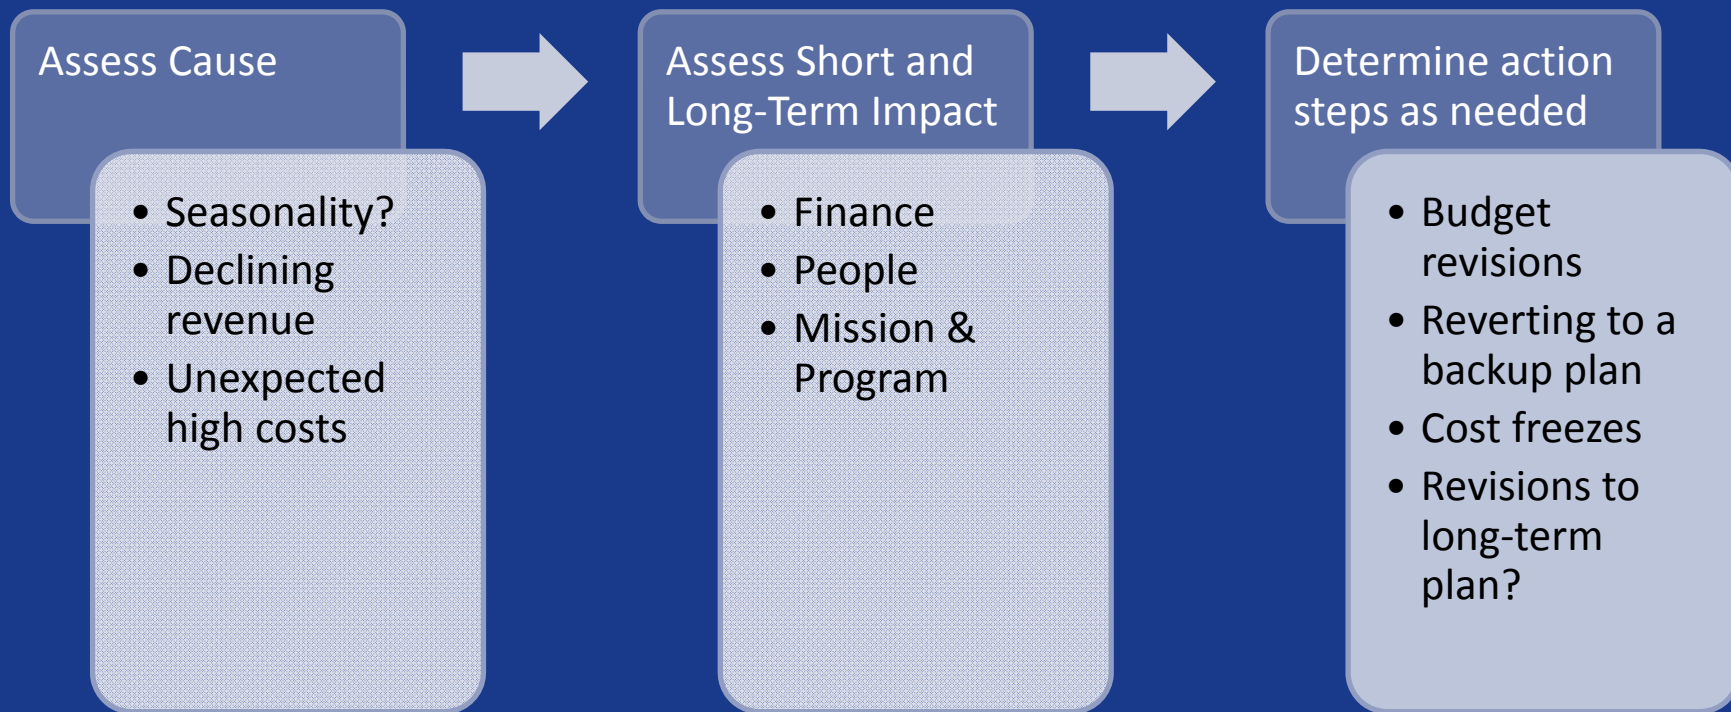 Assess Cause
• Seasonality?
• Declining
revenue
• Unexpected
high costs
Assess Short and
Long-Term Impact
• Finance
• People
• Mission &
Program
Determine action
steps as needed
• Budget
revisions
• Reverting to a
backup plan
• Cost freezes
• Revisions to
long-term
plan?